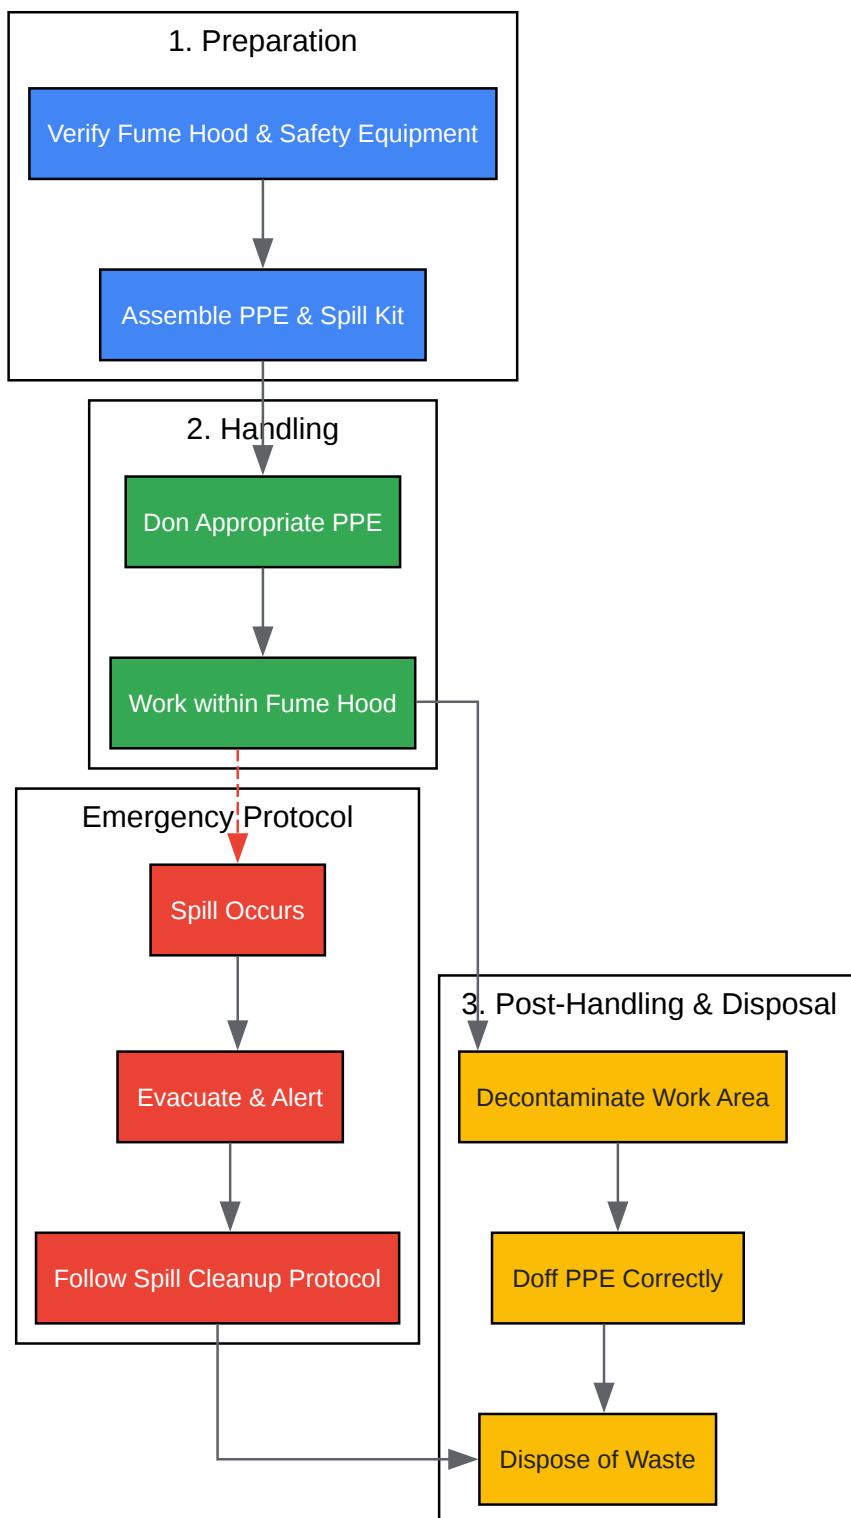 1. Preparation
Verify Fume Hood & Safety Equipment
Assemble PPE & Spill Kit
2. Handling
Don Appropriate PPE
Work within Fume Hood
Emergency Protocol
Spill Occurs
Evacuate & Alert
Follow Spill Cleanup Protocol
3. Post-Handling & Disposal
Decontaminate Work Area
Doff PPE Correctly
Dispose of Waste